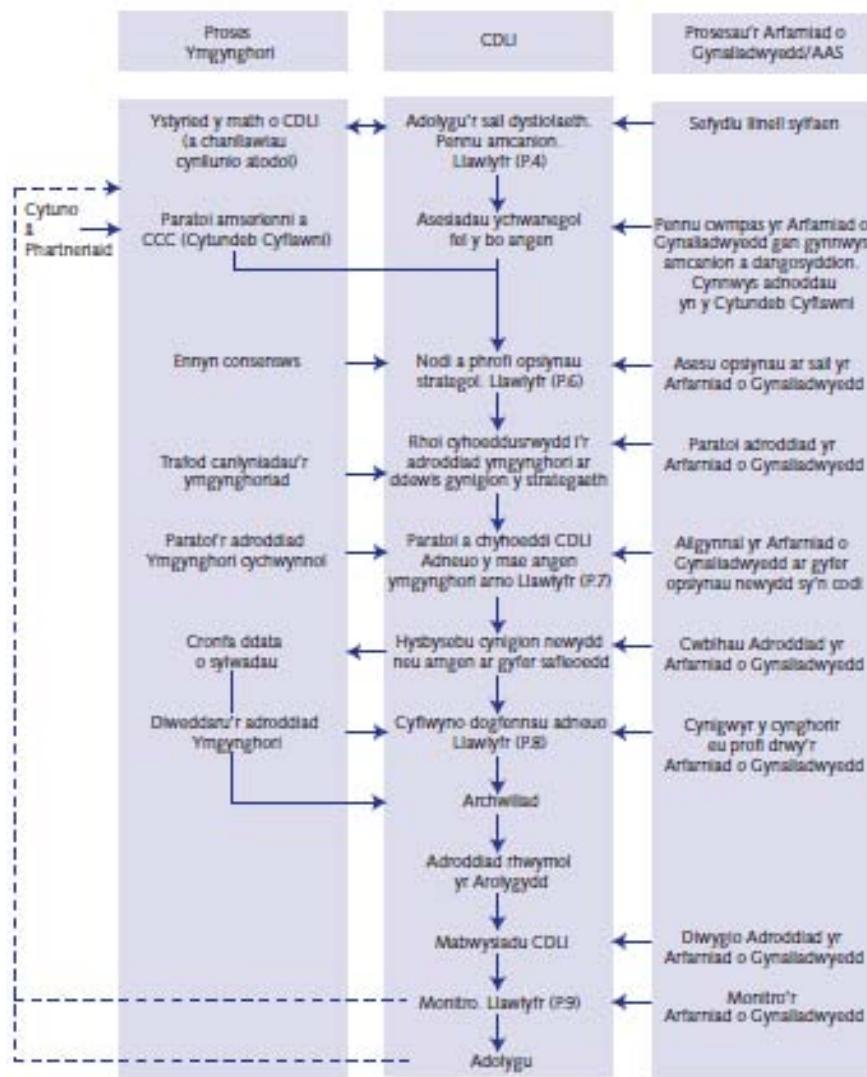 Proses
Ymgynghori
CDLl
Prosesau'r Arfarniad o
Gynaliadwyedd/AAS
Ystyried y math o CDLl
(a chanllawiau
cynllunio atodol)
Adolygu'r sail dystiolaeth.
Pennu amcanion.
Llawlyfr (P.4)
Sefydlu llinell sylfaen
Cytuno
â
Phartneriaid
Paratoi amserlenni a
CCC (Cytundeb Cyflawni)
Asesiadau ychwanegol
fel y bo angen
Pennu cwmpas yr Arfarniad o
Gynaliadwyedd gan gynnwys
amcanion a dangosyddion.
Cynnwys adnoddau
yn y Cytundeb Cyflawni
Ennyn consensws
Nodi a phrofi opsiynau
strategol. Llawlyfr (P.6)
Asesu opsiynau ar sail yr
Arfarniad o Gynaliadwyedd
Trafod canlyniadau'r
ymgynghoriad
Rhoi cyhoeddusrwydd i'r
adroddiad ymgynghori ar
ddewis gynigion y strategaeth
Paratoi adroddiad yr
Arfarniad o Gynaliadwyedd
Paratoi'r adroddiad
Ymgynghori cychwynnol
Paratoi a chyhoeddi CDLl
Adneuo y mae angen
ymgynghori arno Llawlyfr (P.7)
Ailgynnal yr Arfarniad o
Gynaliadwyedd ar gyfer
opsiynau newydd sy'n codi
Cronfa ddata
o sylwadau
Hysbysebu cynigion newydd
neu amgen ar gyfer safleoedd
Cwblhau Adroddiad yr
Arfarniad o Gynaliadwyedd
Diweddaru'r adroddiad
Ymgynghori
Cyflwyno dogfennau adneuo
Llawlyfr (P.8)
Cynigwyr y cynghorir
eu profi drwy'r
Arfarniad o Gynaliadwyedd
Archwiliad
Adroddiad rhwymol
yr Arolygydd
Mabwysiadu CDLl
Diwygio Adroddiad yr
Arfarniad o Gynaliadwyedd
Monitro. Llawlyfr (P.9)
Monitro'r
Arfarniad o Gynaliadwyedd
Adolygu